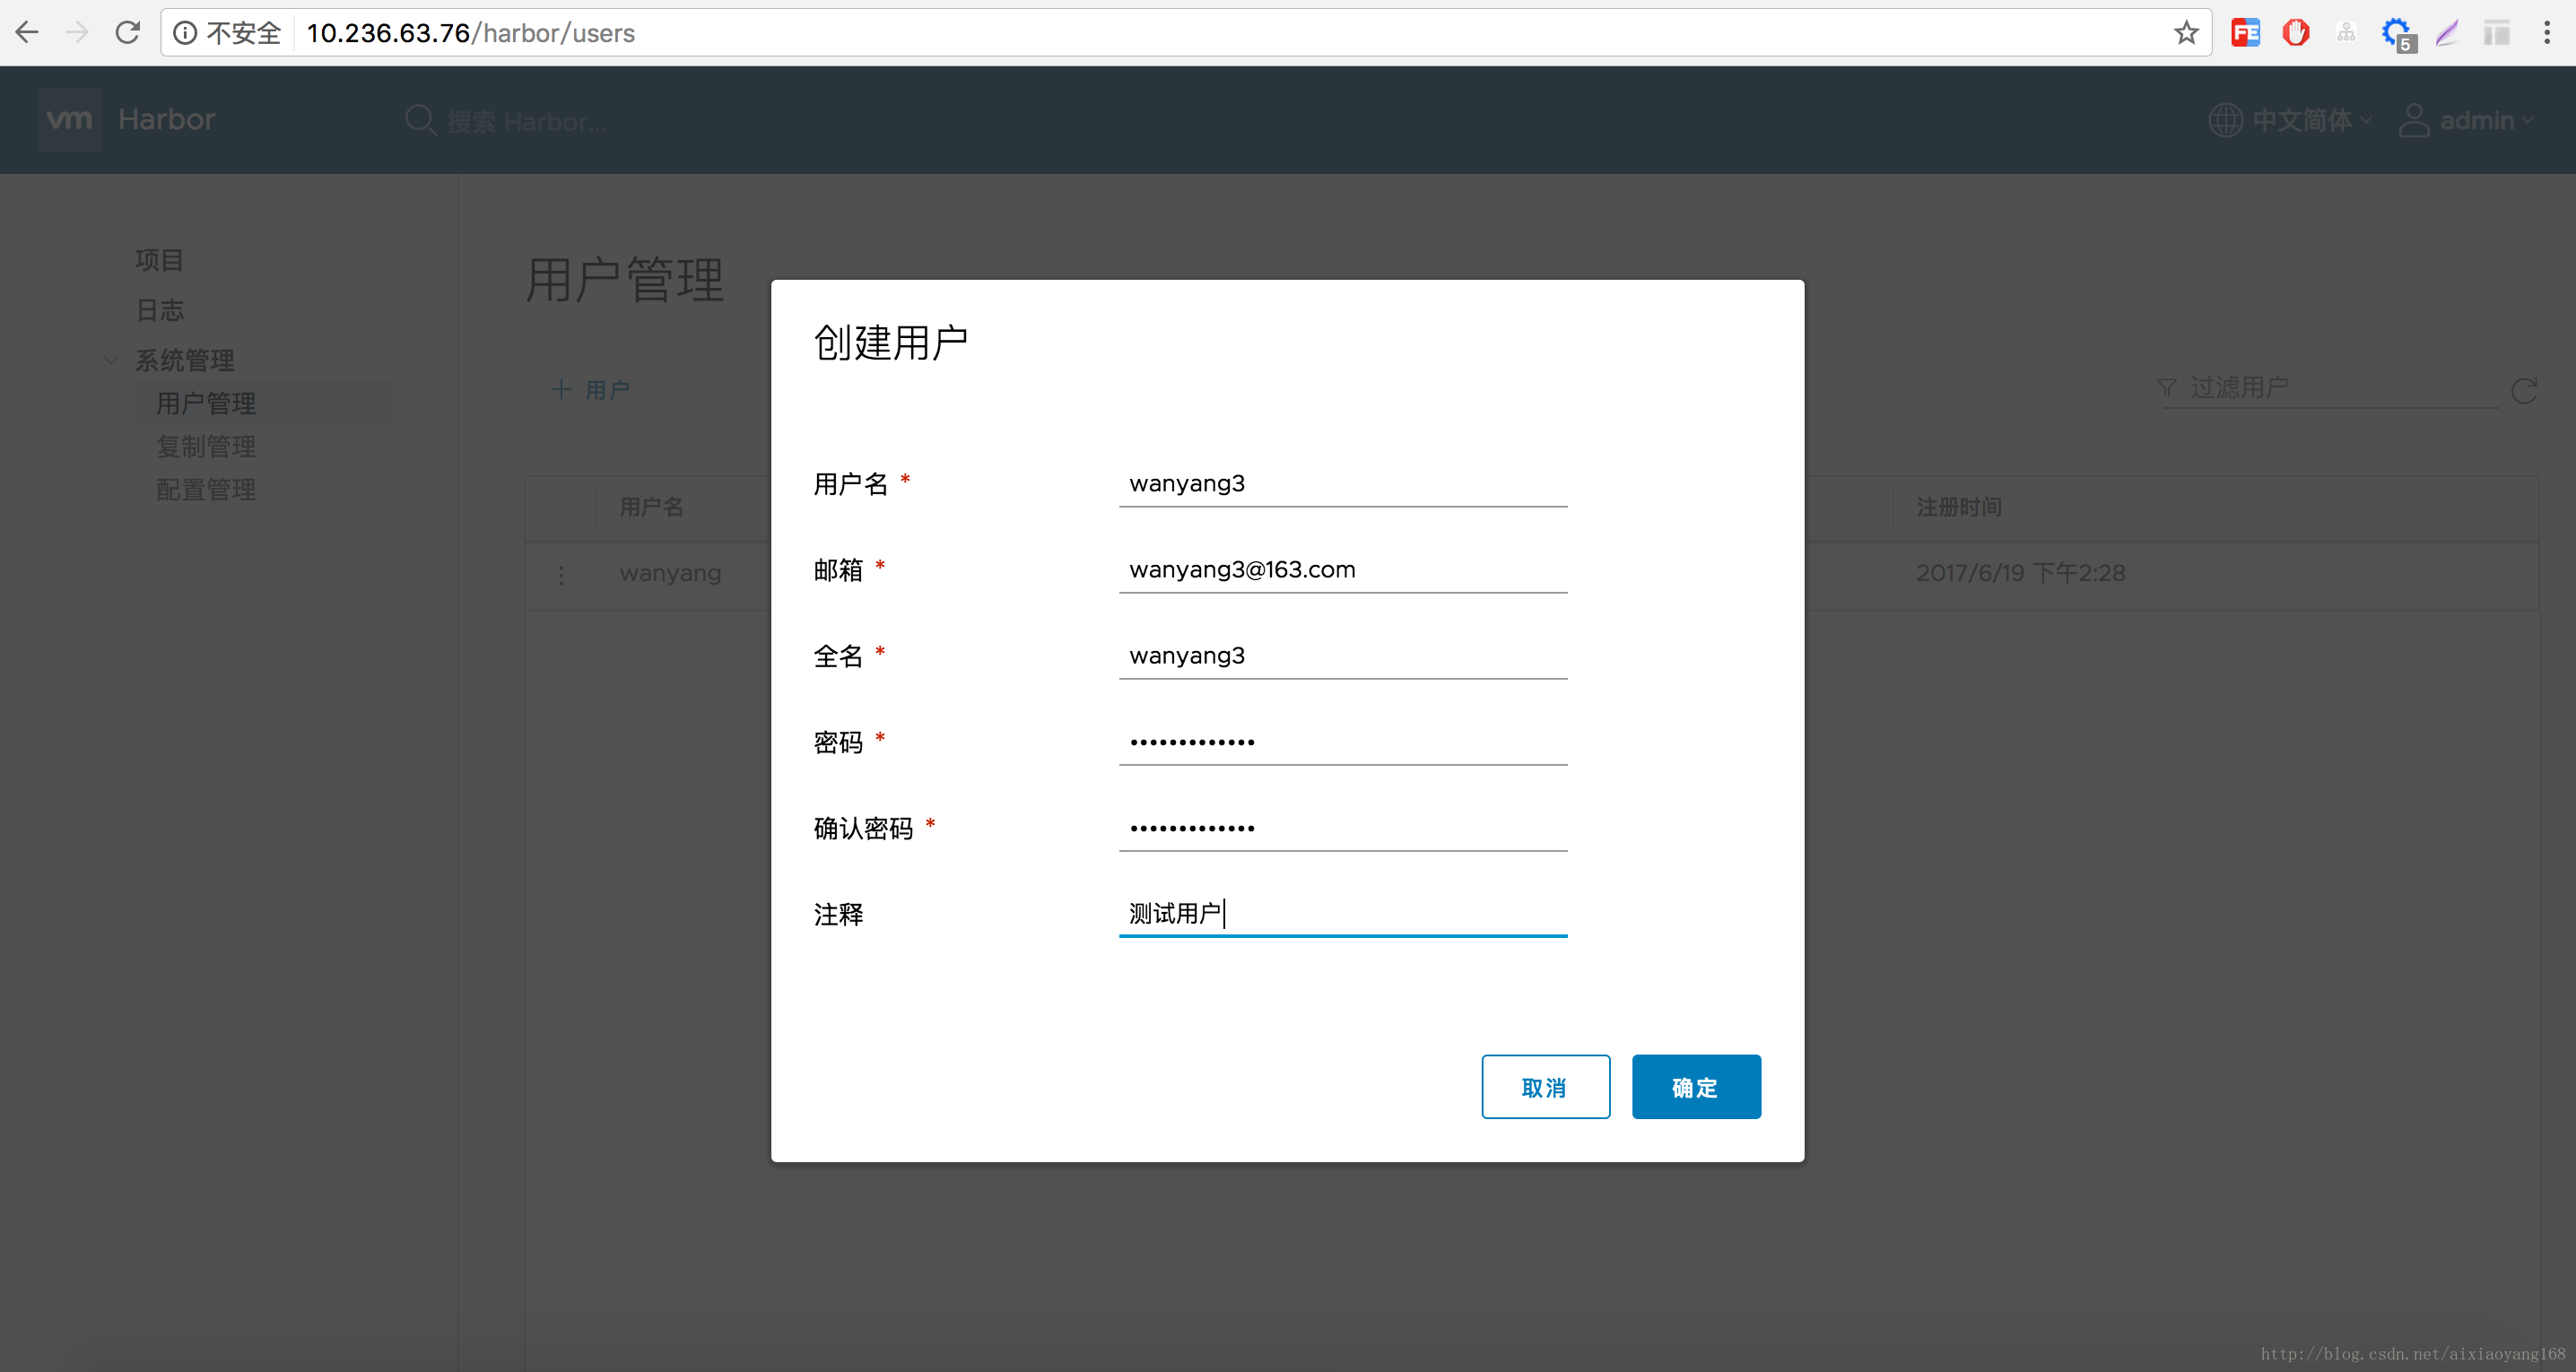 不安全 10.236.63.76/harbor/users
FE
5
vm Harbor
搜索 Harbor...
中文简体
admin
项目
日志
系统管理
用户管理
复制管理
配置管理
用户管理
+ 用户
过滤用户
用户名
注册时间
wanyang
2017/6/19 下午2:28
创建用户
用户名 *
wanyang3
邮箱 *
wanyang3@163.com
全名 *
wanyang3
密码 *
•••••••••••••
确认密码 *
•••••••••••••
注释
测试用户
取消
确定
http://blog.csdn.net/aixiaoyang168